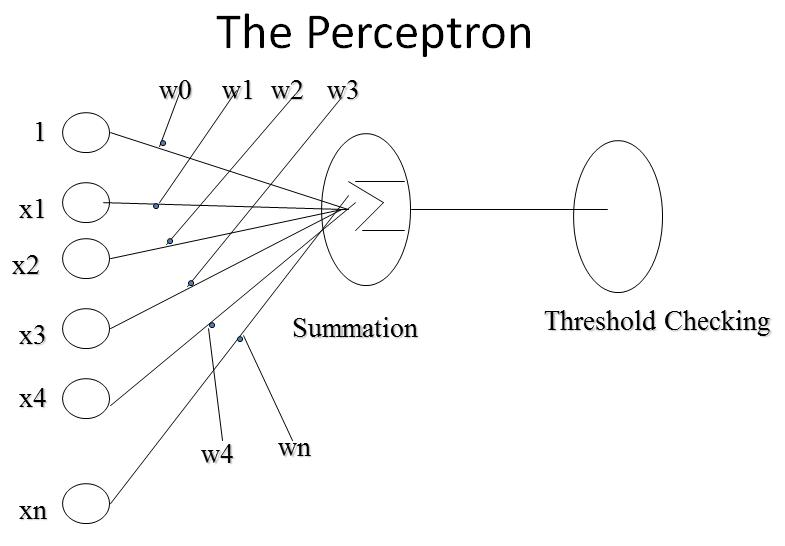 The Perceptron
w0 w1 w2 w3
1
x1
x2
x3
x4
xn
Σ
Summation
Threshold Checking
w4
wn